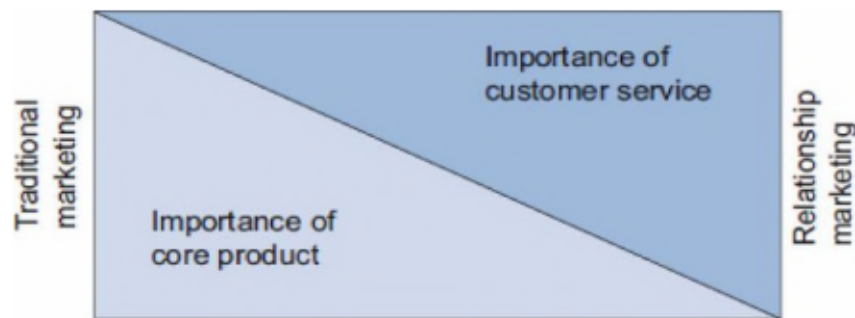 Traditional
marketing
Importance of
core product
Importance of
customer service
Relationship
marketing